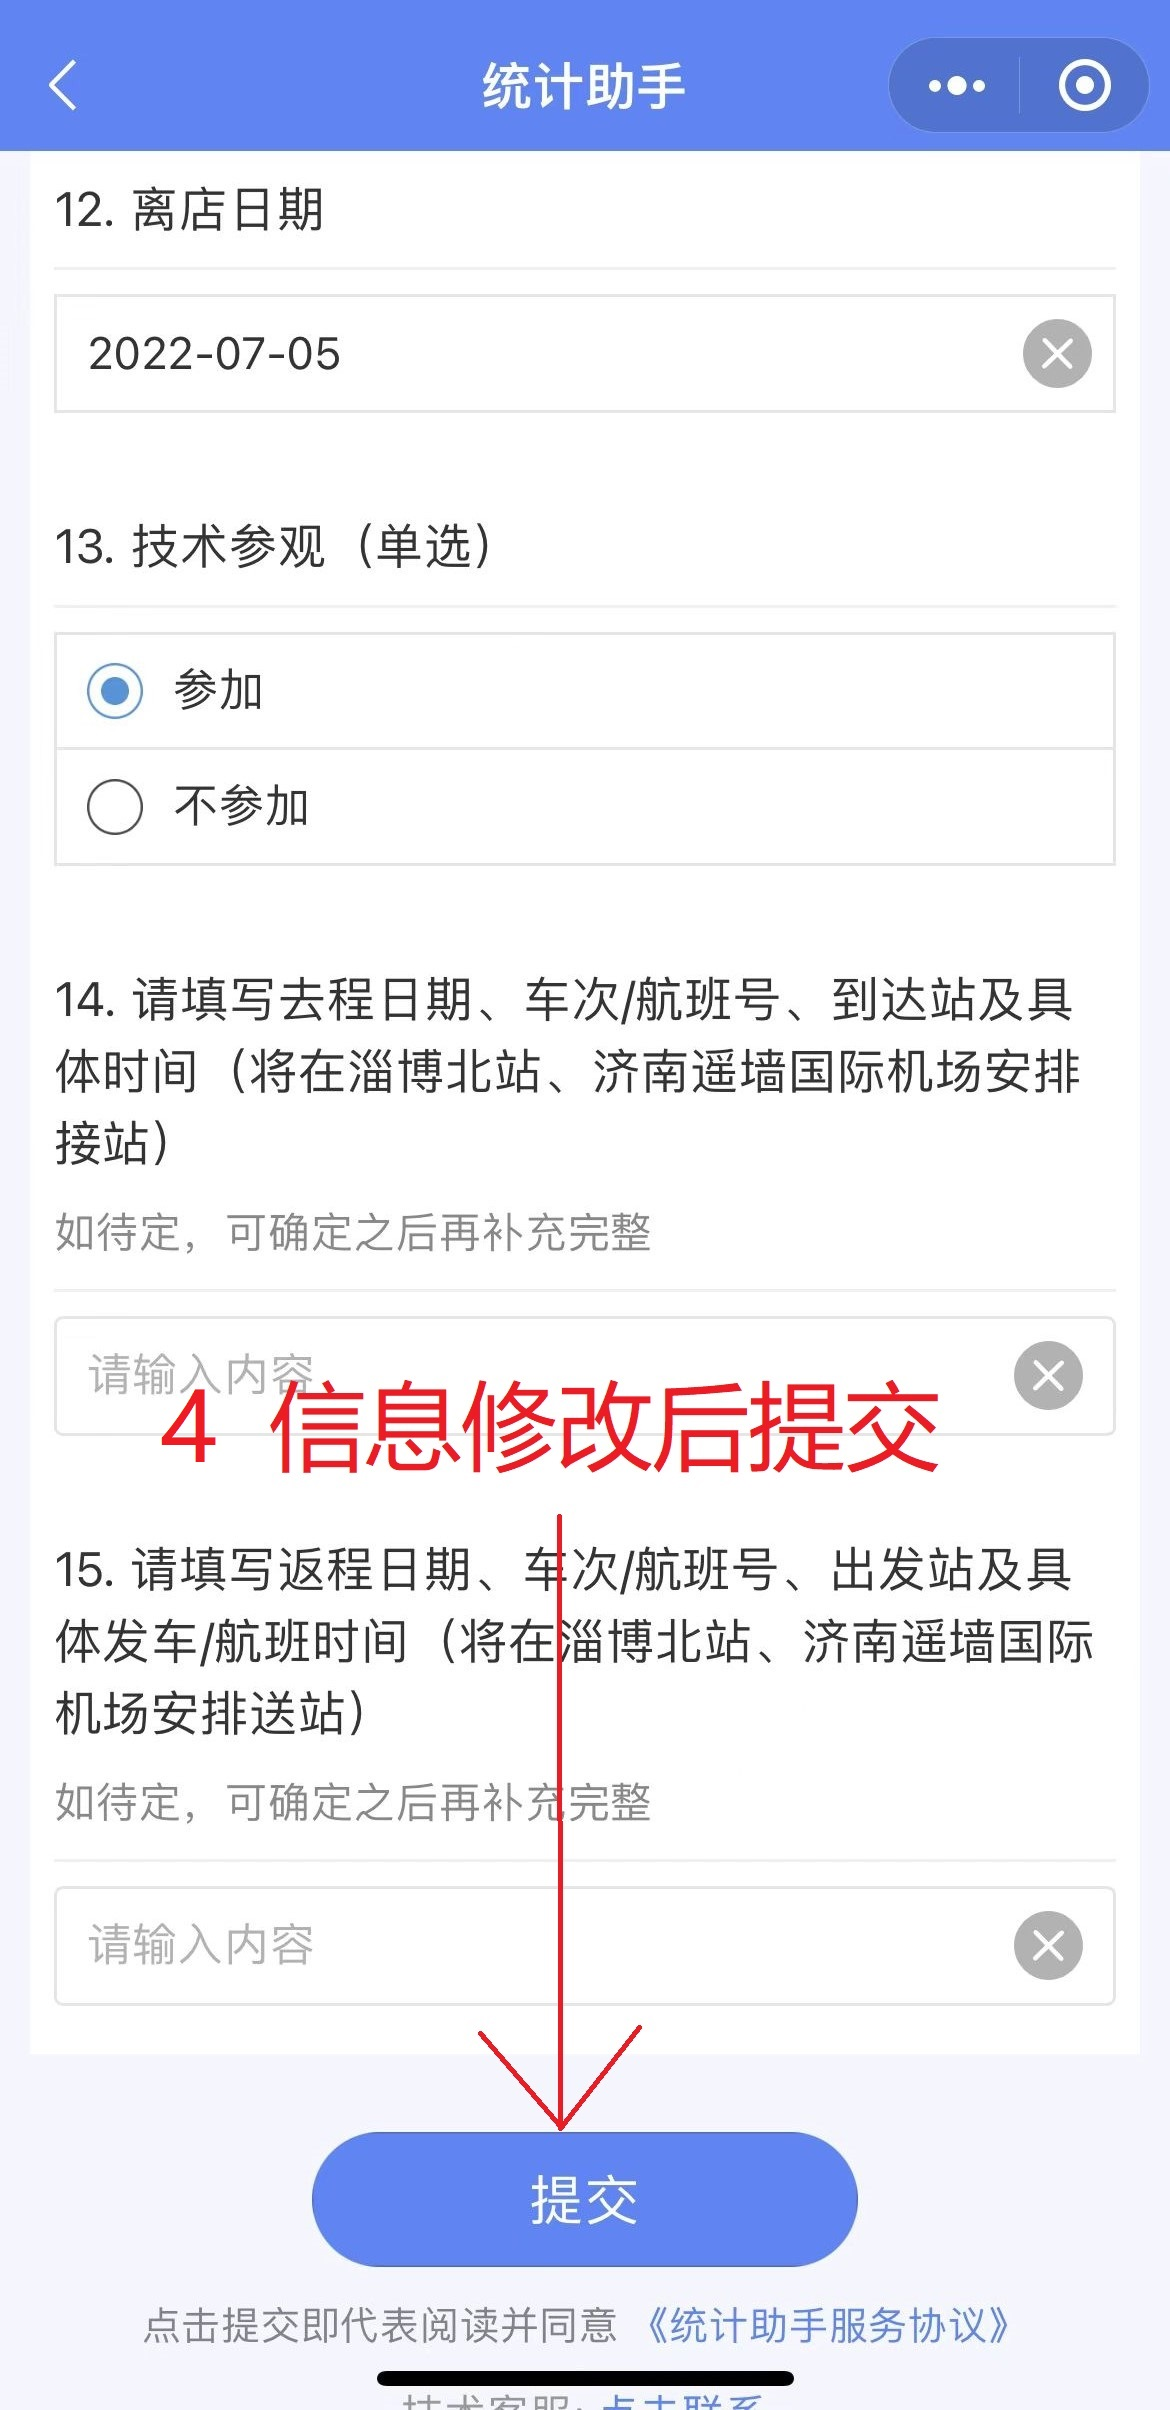 统计助手
12. 离店日期
2022-07-05
13. 技术参观（单选）
参加
不参加
14. 请填写去程日期、车次/航班号、到达站及具
体时间（将在淄博北站、济南遥墙国际机场安排
接站）
如待定，可确定之后再补充完整
请输入内容
4 信息修改后提交
15. 请填写返程日期、车次/航班号、出发站及具
体发车/航班时间（将在淄博北站、济南遥墙国际
机场安排送站）
如待定，可确定之后再补充完整
请输入内容
提交
点击提交即代表阅读并同意 《统计助手服务协议》
技术客服: 点击联系